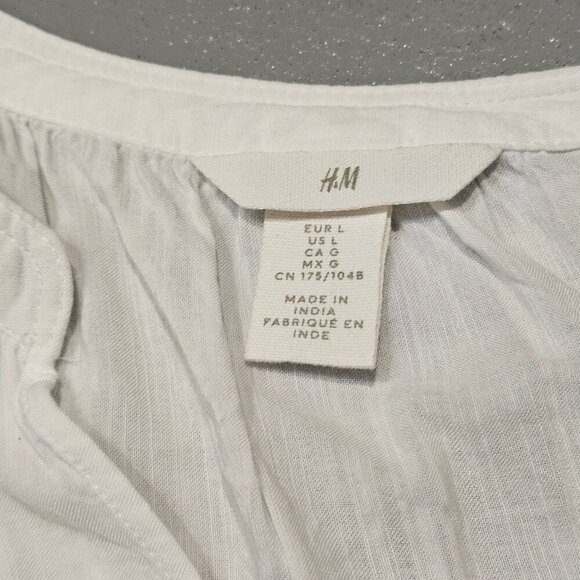 H&M
EUR L
US L
CA G
MX G
CN 175/104B
MADE IN
INDIA
FABRIQUÉ EN
INDE